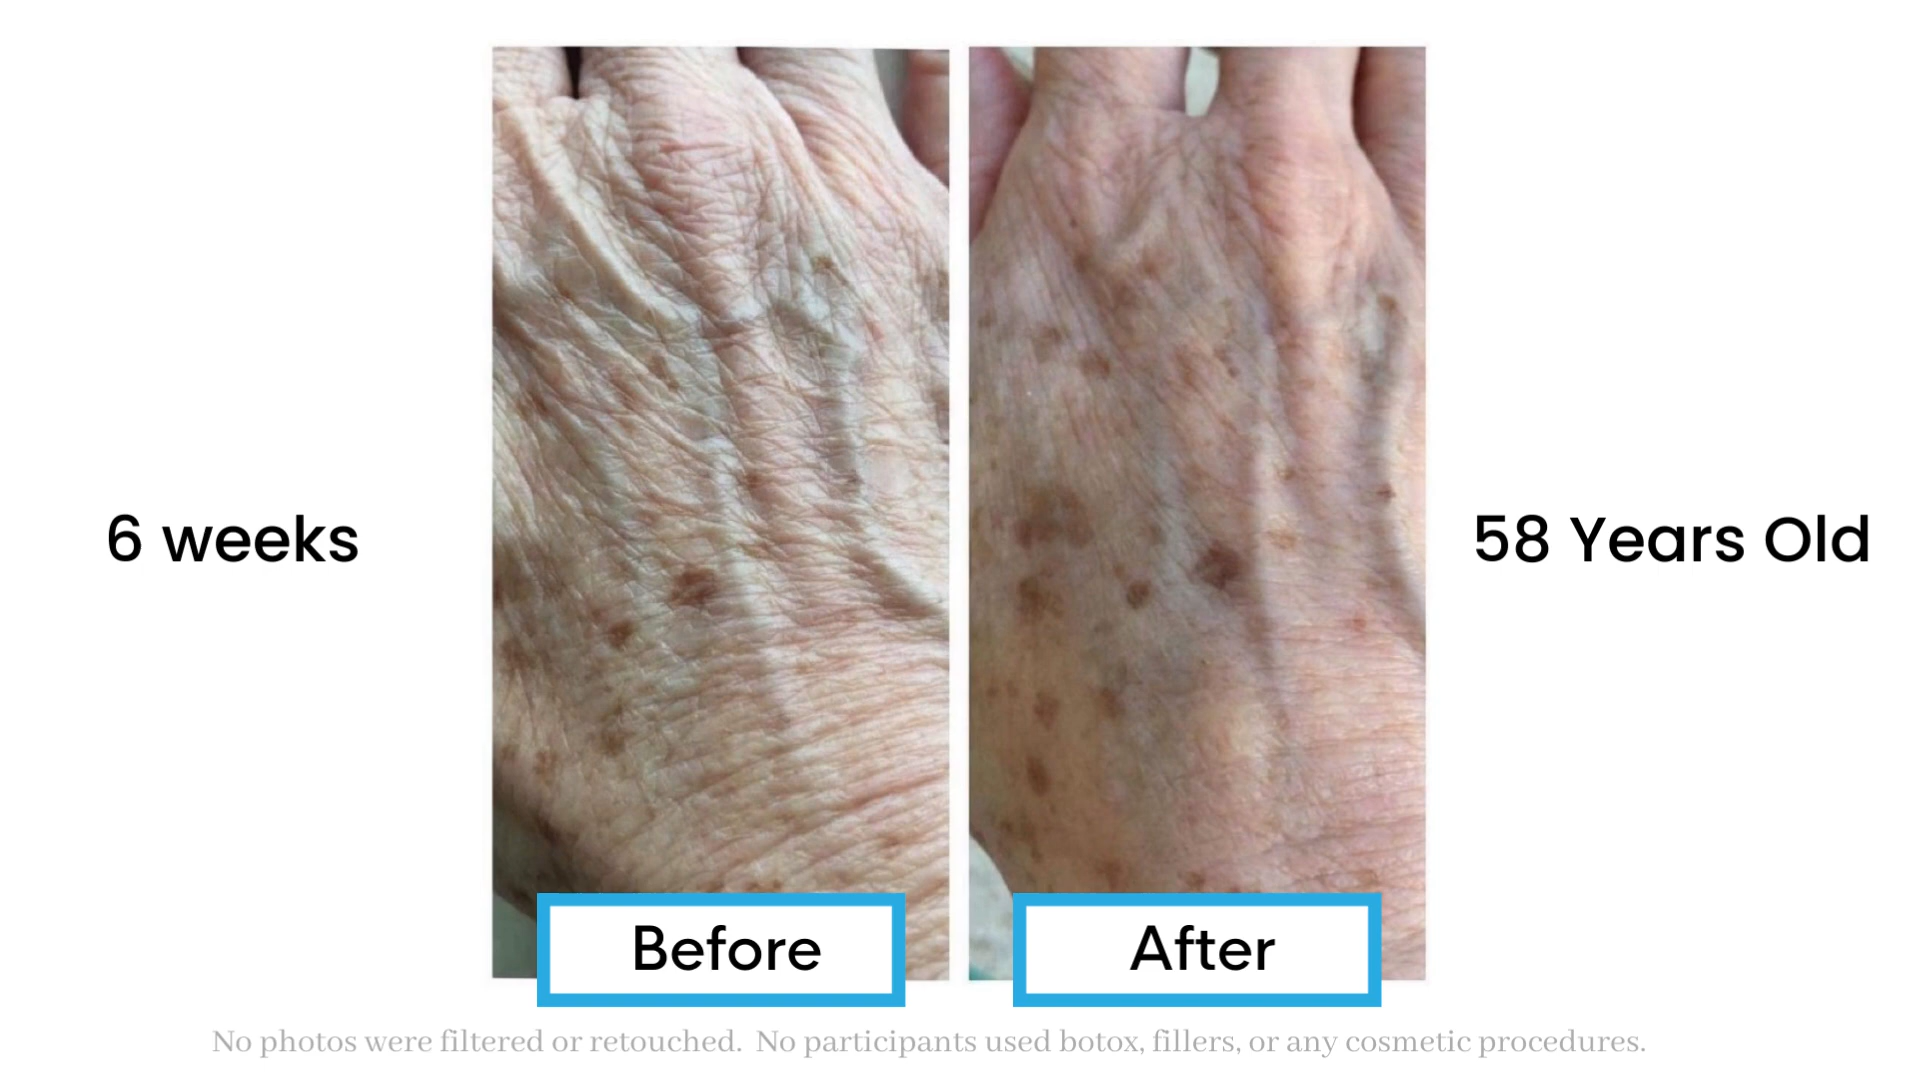 6 weeks
58 Years Old
Before
After
No photos were filtered or retouched. No participants used botox, fillers, or any cosmetic procedures.